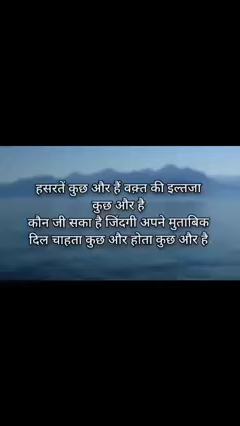 हसरतें कुछ और हैं वक़्त की इल्तजा
कुछ और है
कौन जी सका है जिंदगी अपने मुताबिक
दिल चाहता कुछ और होता कुछ और है